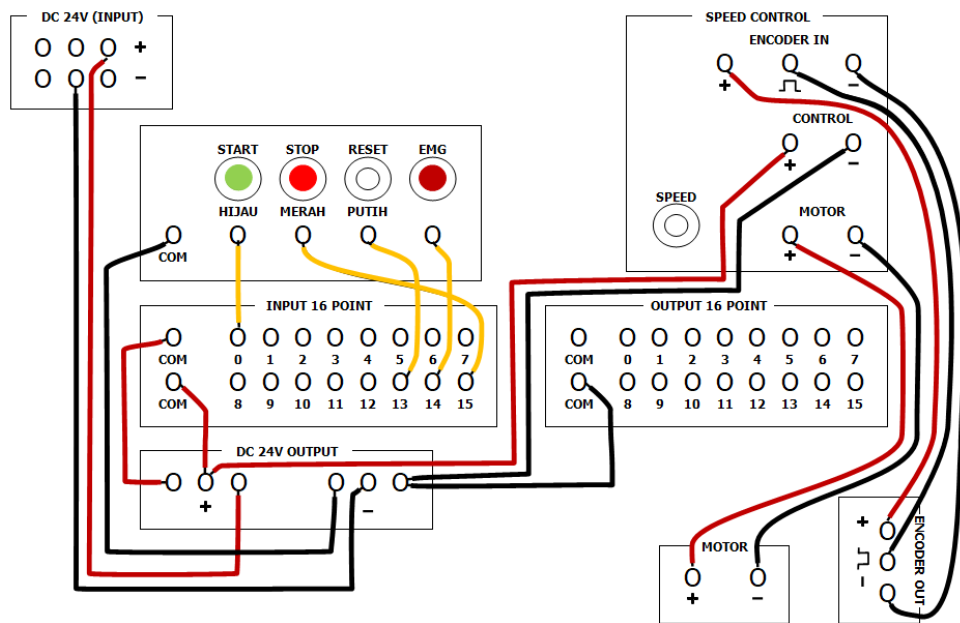 DC 24V (INPUT)
+
−
SPEED CONTROL
ENCODER IN
+
−
CONTROL
+
−
SPEED
MOTOR
+
−
START STOP RESET EMG
HIJAU MERAH PUTIH
COM
INPUT 16 POINT
COM 0 1 2 3 4 5 6 7
COM 8 9 10 11 12 13 14 15
OUTPUT 16 POINT
COM 0 1 2 3 4 5 6 7
COM 8 9 10 11 12 13 14 15
DC 24V OUTPUT
+ −
MOTOR
+ −
ENCODER OUT
+
−